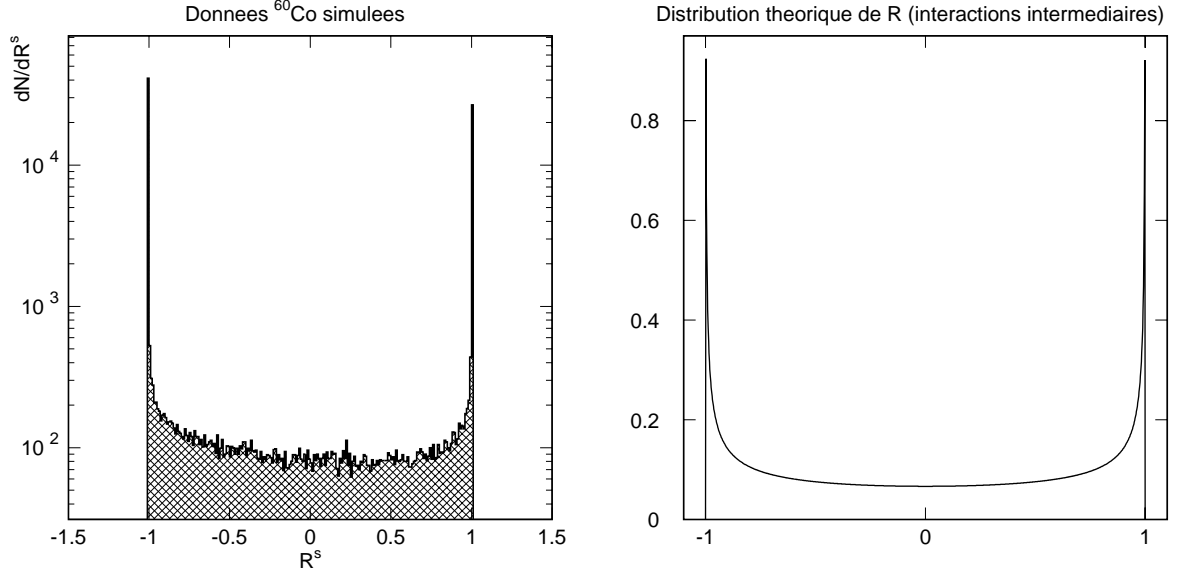 Donnees ⁶⁰Co simulees
dN/dRˢ
10⁴
10³
10²
-1.5 -1 -0.5 0 0.5 1 1.5
Rˢ
Distribution theorique de R (interactions intermediaires)
0.8
0.6
0.4
0.2
0
-1 0 1